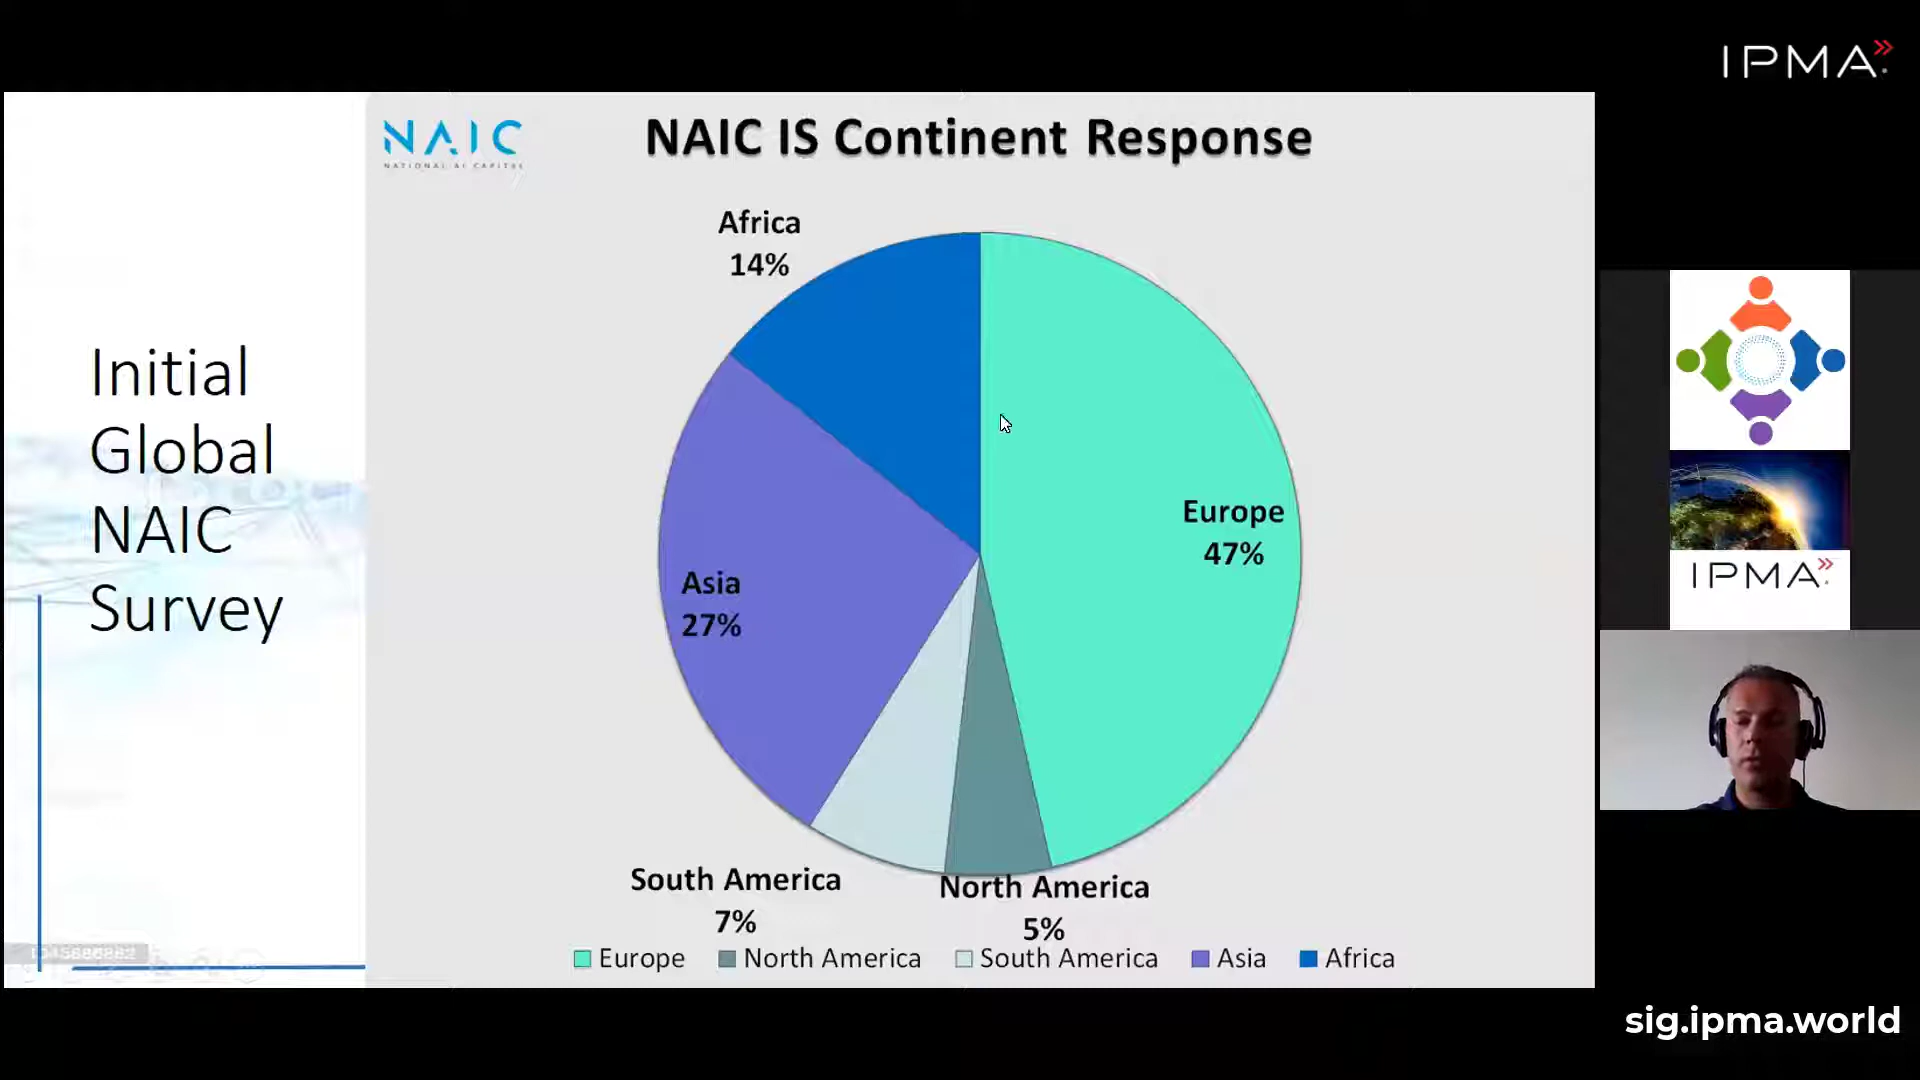 IPMA
NAIC
NATIONAL AI CAPITAL
NAIC IS Continent Response
Initial
Global
NAIC
Survey
Africa
14%
Europe
47%
Asia
27%
South America
7%
North America
5%
Europe North America South America Asia Africa
IPMA
sig.ipma.world